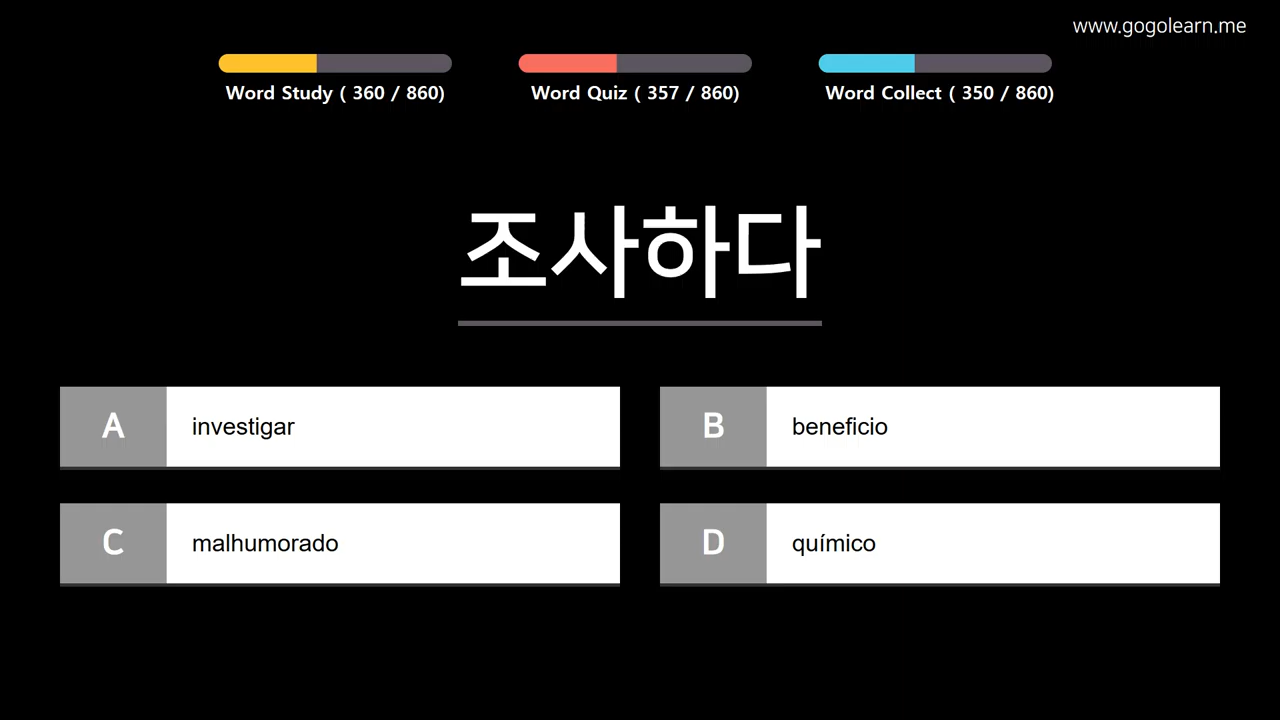 www.gogolearn.me
Word Study ( 360 / 860)
Word Quiz ( 357 / 860)
Word Collect ( 350 / 860)
조사하다
A investigar
B beneficio
C malhumorado
D químico